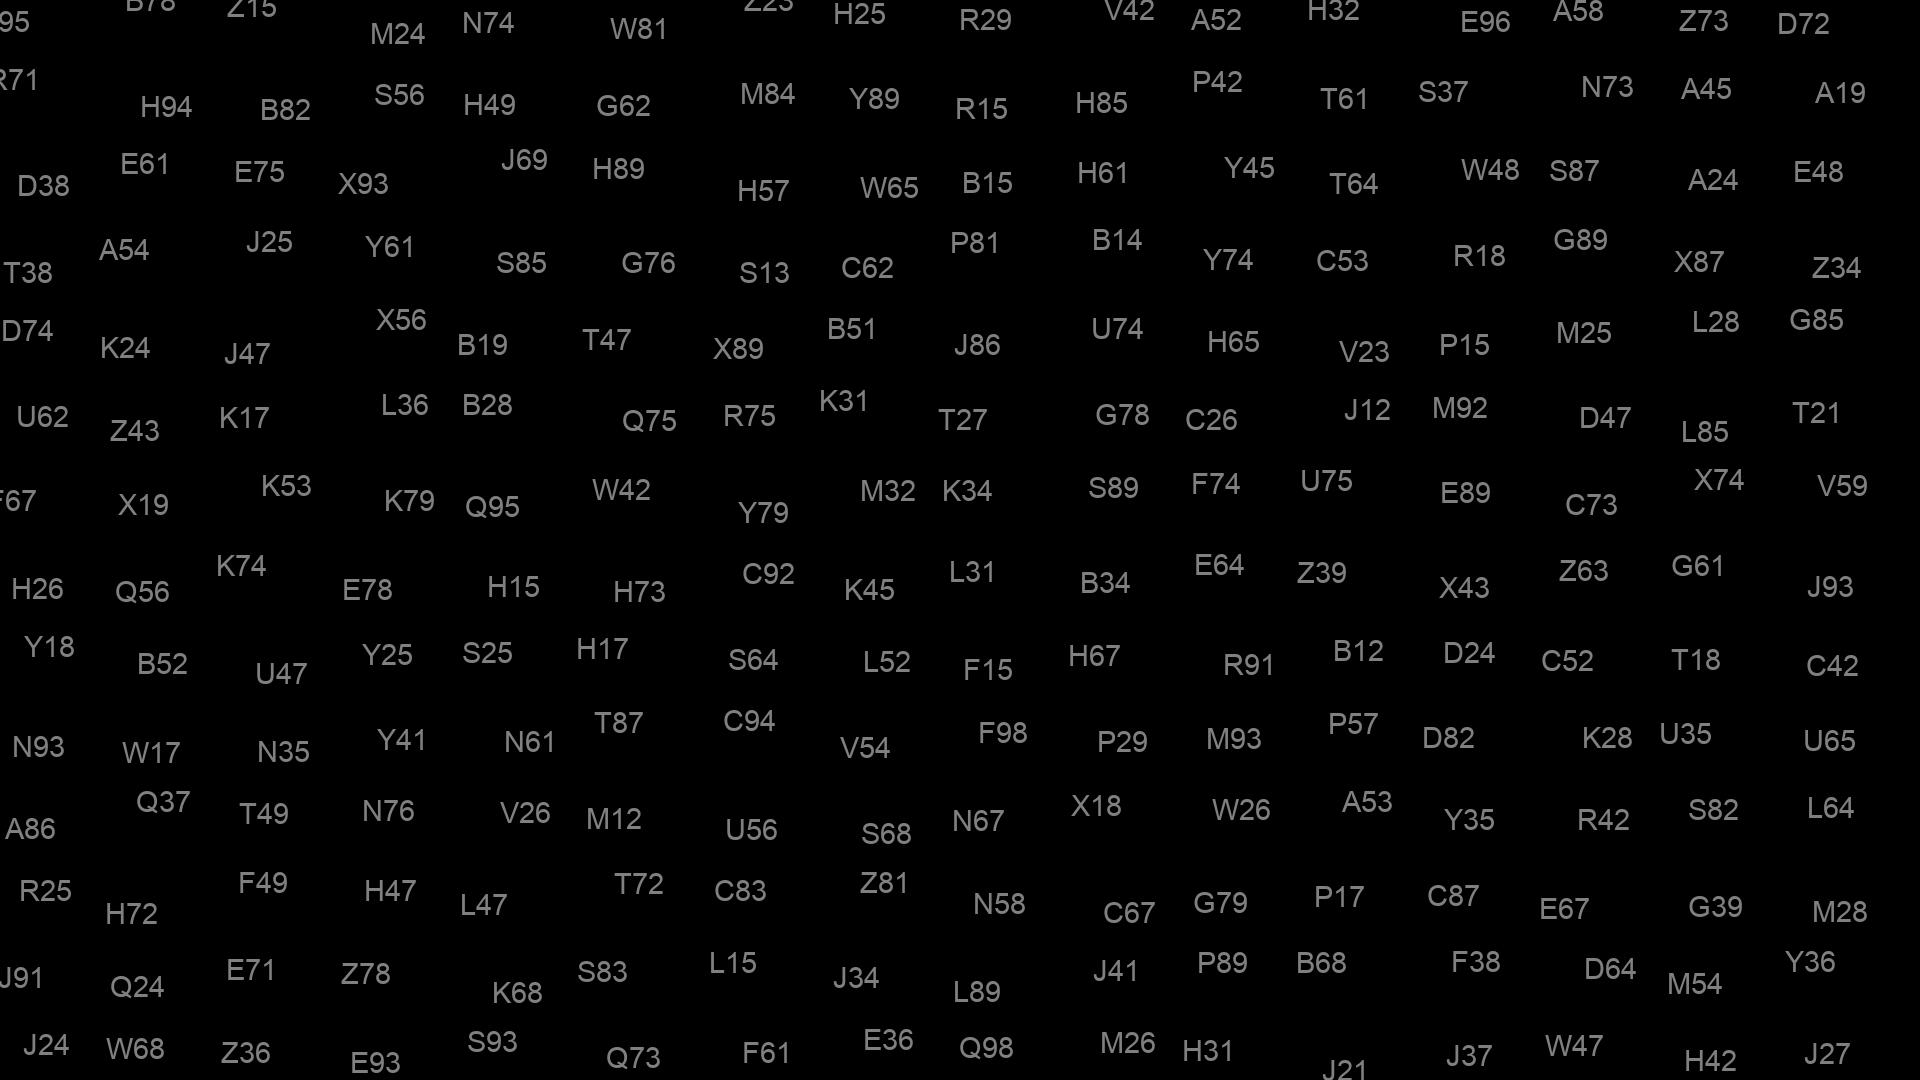 95 B78 Z15 M24 N74 W81 Z23 H25 R29 V42 A52 H32 E96 A58 Z73 D72
R71 H94 B82 S56 H49 G62 M84 Y89 R15 H85 P42 T61 S37 N73 A45 A19
D38 E61 E75 X93 J69 H89 H57 W65 B15 H61 Y45 T64 W48 S87 A24 E48
T38 A54 J25 Y61 S85 G76 S13 C62 P81 B14 Y74 C53 R18 G89 X87 Z34
D74 K24 J47 X56 B19 T47 X89 B51 J86 U74 H65 V23 P15 M25 L28 G85
U62 Z43 K17 L36 B28 Q75 R75 K31 T27 G78 C26 J12 M92 D47 L85 T21
67 X19 K53 K79 Q95 W42 Y79 M32 K34 S89 F74 U75 E89 C73 X74 V59
H26 Q56 K74 E78 H15 H73 C92 K45 L31 B34 E64 Z39 X43 Z63 G61 J93
Y18 B52 U47 Y25 S25 H17 S64 L52 F15 H67 R91 B12 D24 C52 T18 C42
N93 W17 N35 Y41 N61 T87 C94 V54 F98 P29 M93 P57 D82 K28 U35 U65
A86 Q37 T49 N76 V26 M12 U56 S68 N67 X18 W26 A53 Y35 R42 S82 L64
R25 H72 F49 H47 L47 T72 C83 Z81 N58 C67 G79 P17 C87 E67 G39 M28
J91 Q24 E71 Z78 K68 S83 L15 J34 L89 J41 P89 B68 F38 D64 M54 Y36
J24 W68 Z36 E93 S93 Q73 F61 E36 Q98 M26 H31 J21 J37 W47 H42 J27